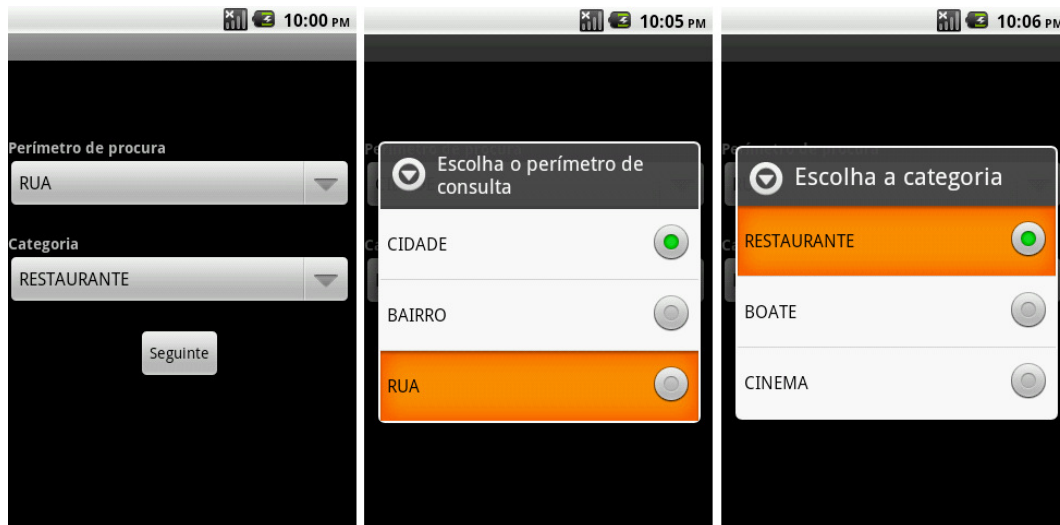 10:00 PM
Perímetro de procura
RUA
Categoria
RESTAURANTE
Seguinte
10:05 PM
Escolha o perímetro de
consulta
CIDADE
BAIRRO
RUA
10:06 PM
Escolha a categoria
RESTAURANTE
BOATE
CINEMA